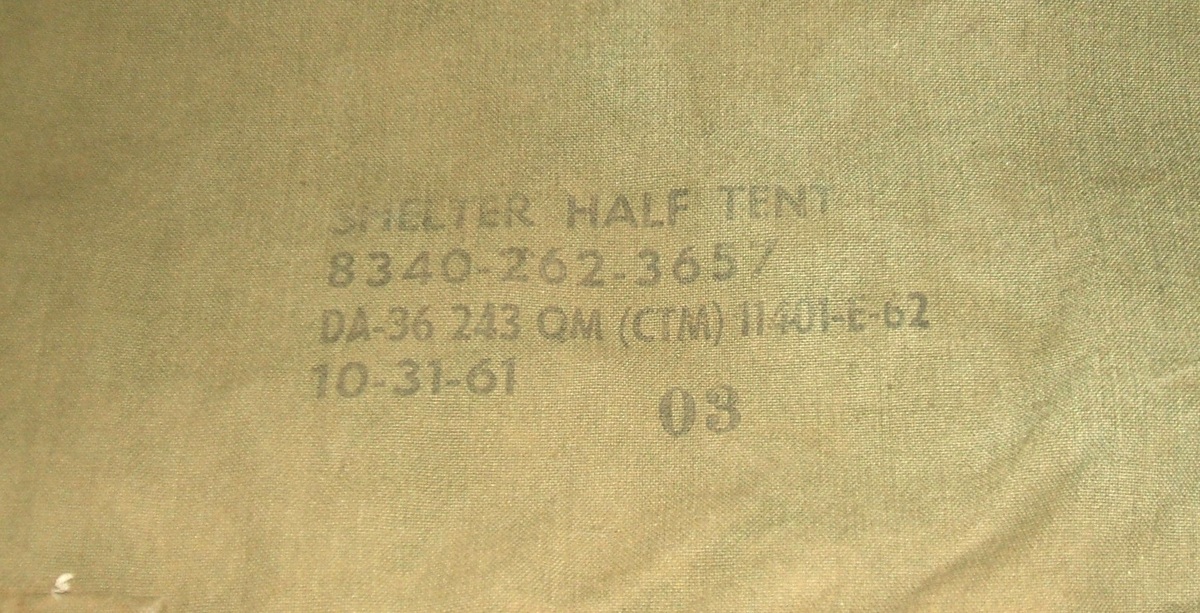 SHELTER HALF TENT
8340-262-3657
DA-36 243 QM (CTM) 11401-E-62
10-31-61
03